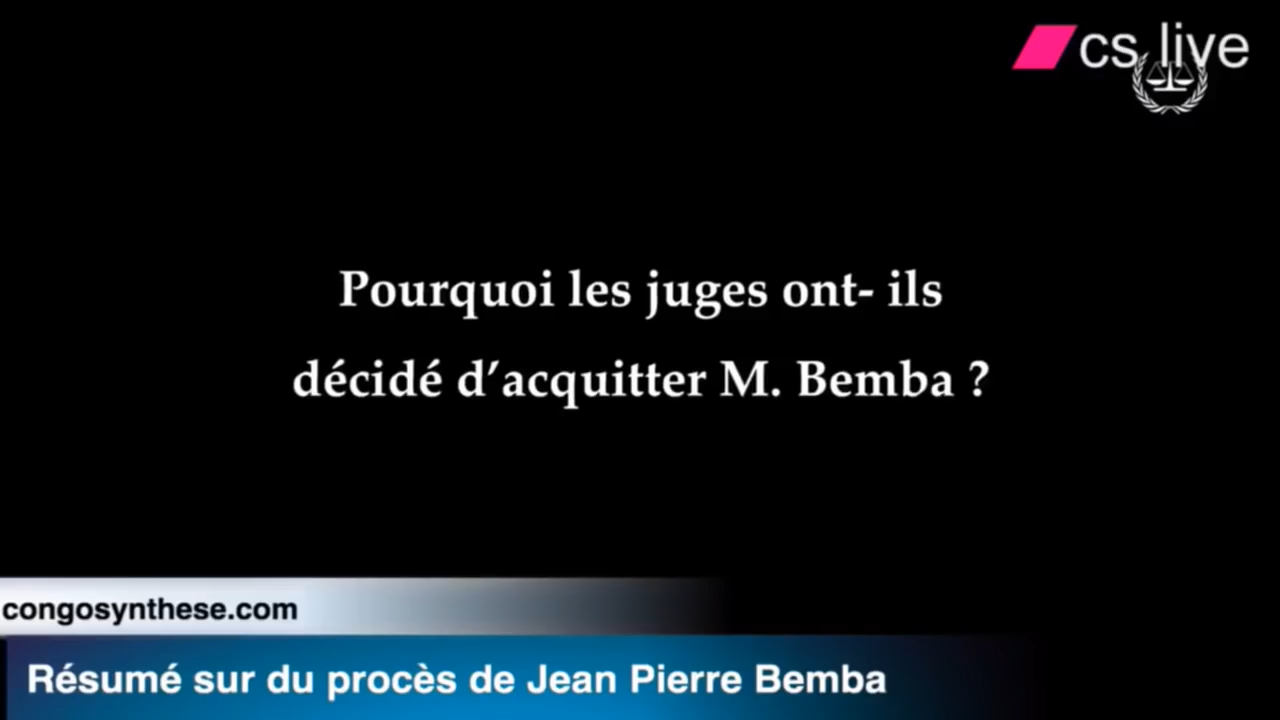 cs live
Pourquoi les juges ont- ils
décidé d’acquitter M. Bemba ?
congosynthese.com
Résumé sur du procès de Jean Pierre Bemba